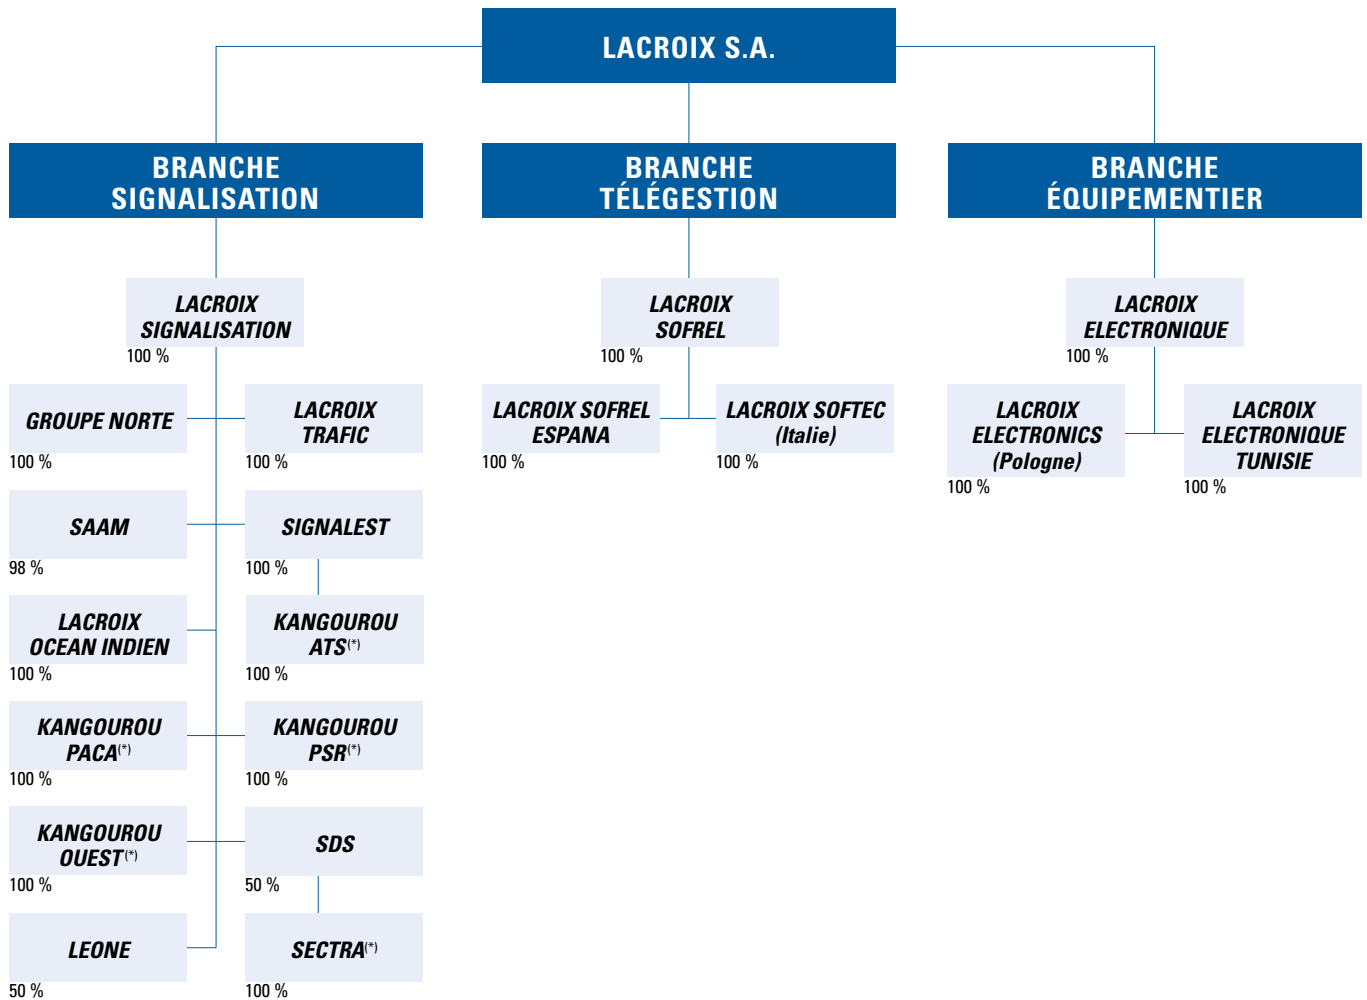 LACROIX S.A.
BRANCHE
SIGNALISATION
BRANCHE
TÉLÉGESTION
BRANCHE
ÉQUIPEMENTIER
LACROIX
SIGNALISATION
100 %
LACROIX
SOFREL
100 %
LACROIX
ELECTRONIQUE
100 %
GROUPE NORTE
100 %
LACROIX
TRAFIC
100 %
LACROIX SOFREL
ESPANA
100 %
LACROIX SOFTEC
(Italie)
100 %
LACROIX
ELECTRONICS
(Pologne)
100 %
LACROIX
ELECTRONIQUE
TUNISIE
100 %
SAAM
98 %
SIGNALEST
100 %
LACROIX
OCEAN INDIEN
100 %
KANGOUROU
ATS(*)
100 %
KANGOUROU
PACA(*)
100 %
KANGOUROU
PSR(*)
100 %
KANGOUROU
OUEST(*)
100 %
SDS
50 %
LEONE
50 %
SECTRA(*)
100 %